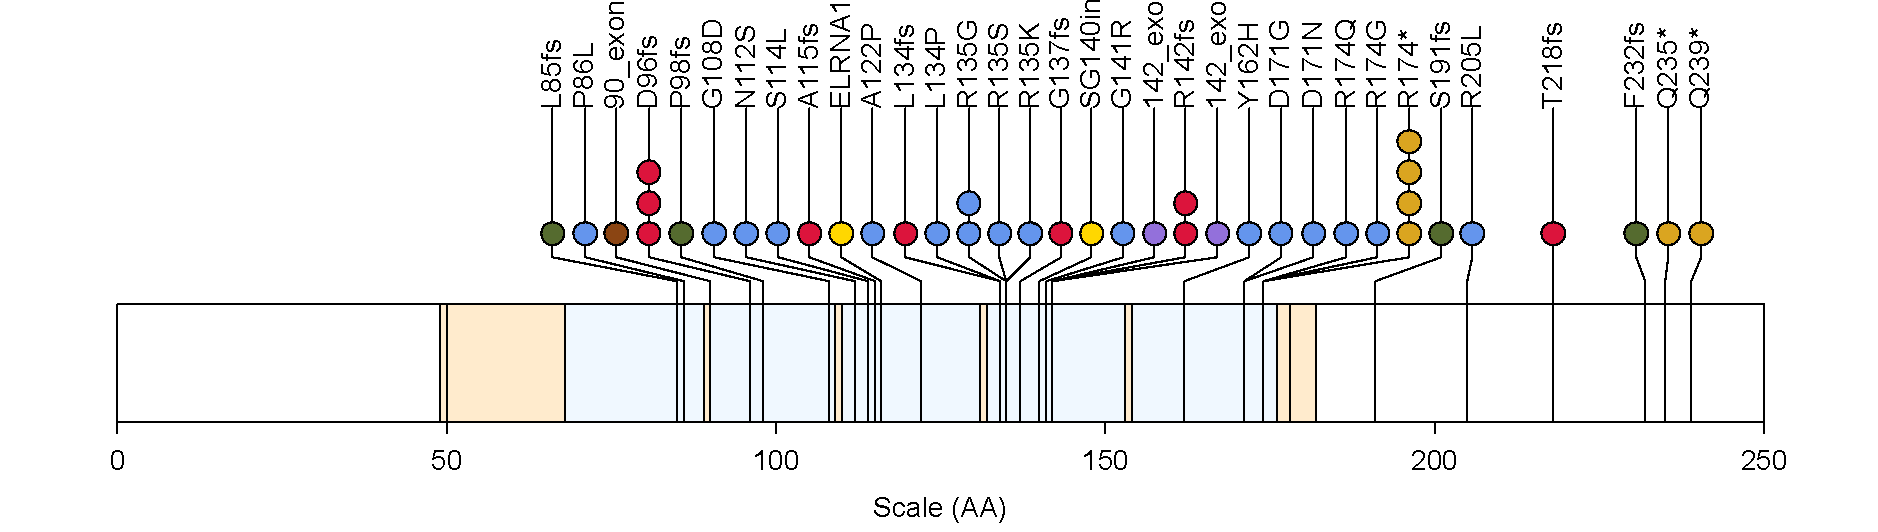 L85fs
P86L
90_exon
D96fs
P98fs
G108D
N112S
S114L
A115fs
ELRNA1
A122P
L134fs
L134P
R135G
R135S
R135K
G137fs
SG140in
G141R
142_exo
R142fs
142_exo
Y162H
D171G
D171N
R174Q
R174G
R174*
S191fs
R205L
T218fs
F232fs
Q235*
Q239*
0 50 100 150 200 250
Scale (AA)